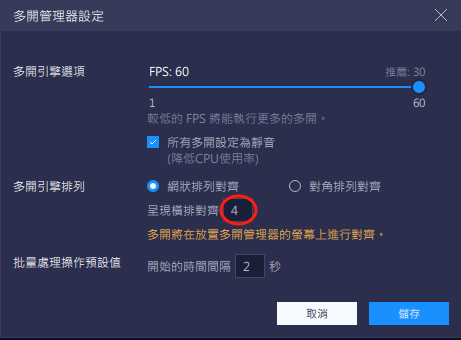 多開管理器設定
多開引擎選項
FPS: 60
推薦: 30
1
60
較低的 FPS 將能執行更多的多開。
所有多開設定為靜音
(降低CPU使用率)
多開引擎排列
網狀排列對齊
對角排列對齊
呈現橫排對齊 4
多開將在放置多開管理器的螢幕上進行對齊。
批量處理操作預設值
開始的時間間隔 2 秒
取消
儲存